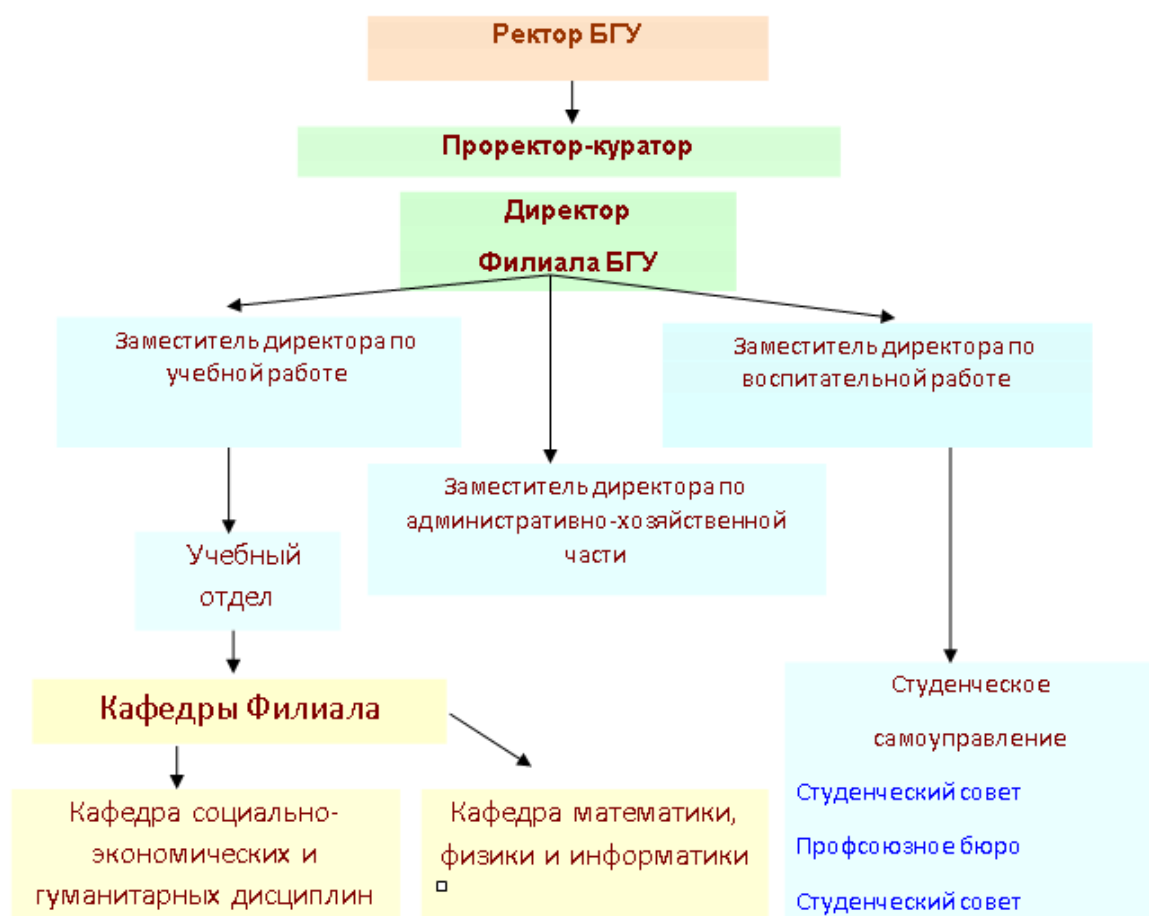 Ректор БГУ
Проректор-куратор
Директор
Филиала БГУ
Заместитель директора по
учебной работе
Заместитель директора по
воспитательной работе
Заместитель директора по
административно-хозяйственной
части
Учебный
отдел
Кафедры Филиала
Кафедра социально-
экономических и
гуманитарных дисциплин
Кафедра математики,
физики и информатики
Студенческое
самоуправление
Студенческий совет
Профсоюзное бюро
Студенческий совет